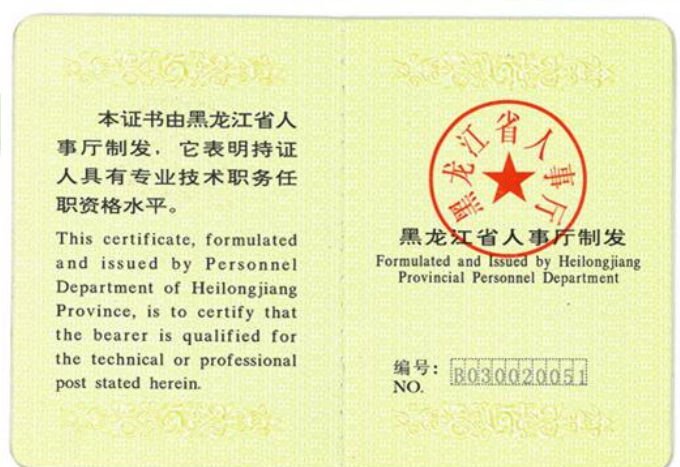 本证书由黑龙江省人
事厅制发，它表明持证
人具有专业技术职务任
职资格水平。
This certificate, formulated
and issued by Personnel
Department of Heilongjiang
Province, is to certify that
the bearer is qualified for
the technical or professional
post stated herein.
黑龙江省人事厅
黑龙江省人事厅制发
Formulated and Issued by Heilongjiang
Provincial Personnel Department
编号：B030020051
NO.